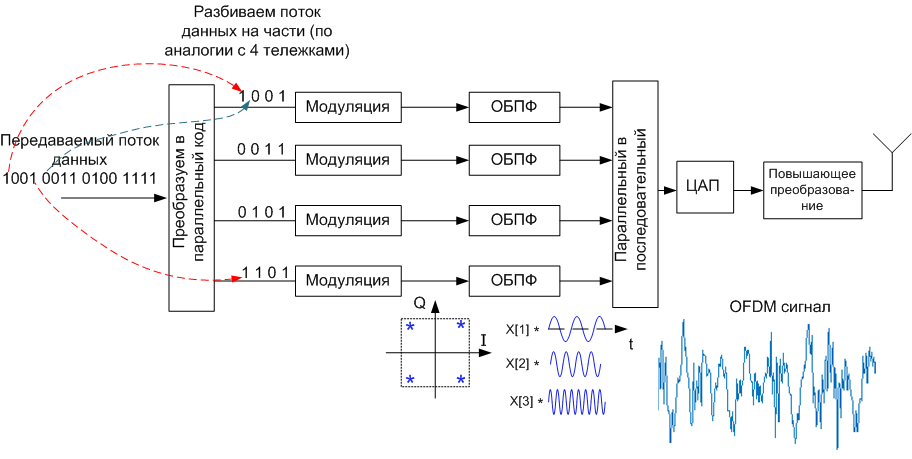 Разбиваем поток
данных на части (по
аналогии с 4 тележками)
Передаваемый поток
данных
1001 0011 0100 1111
Преобразуем в
параллельный код
1 0 0 1
Модуляция
ОБПФ
0 0 1 1
Модуляция
ОБПФ
0 1 0 1
Модуляция
ОБПФ
1 1 0 1
Модуляция
ОБПФ
Параллельный в
последовательный
ЦАП
Повышающее
преобразова-
ние
Q
I
X[1] *
t
X[2] *
X[3] *
OFDM сигнал